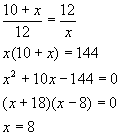 (10 + x)/12 = 12/x
x(10 + x) = 144
x² + 10x − 144 = 0
(x + 18)(x − 8) = 0
x = 8